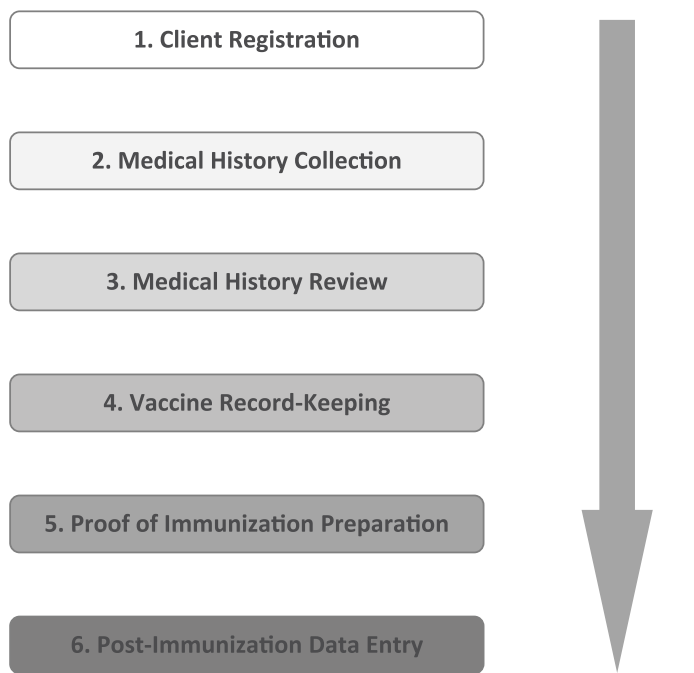 1. Client Registration
2. Medical History Collection
3. Medical History Review
4. Vaccine Record-Keeping
5. Proof of Immunization Preparation
6. Post-Immunization Data Entry